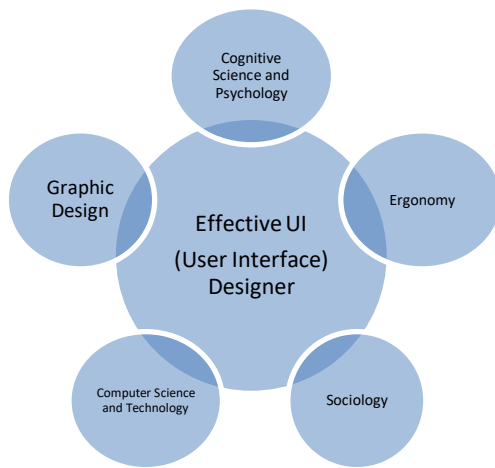 Cognitive
Science and
Psychology
Graphic
Design
Ergonomy
Effective UI
(User Interface)
Designer
Computer Science
and Technology
Sociology